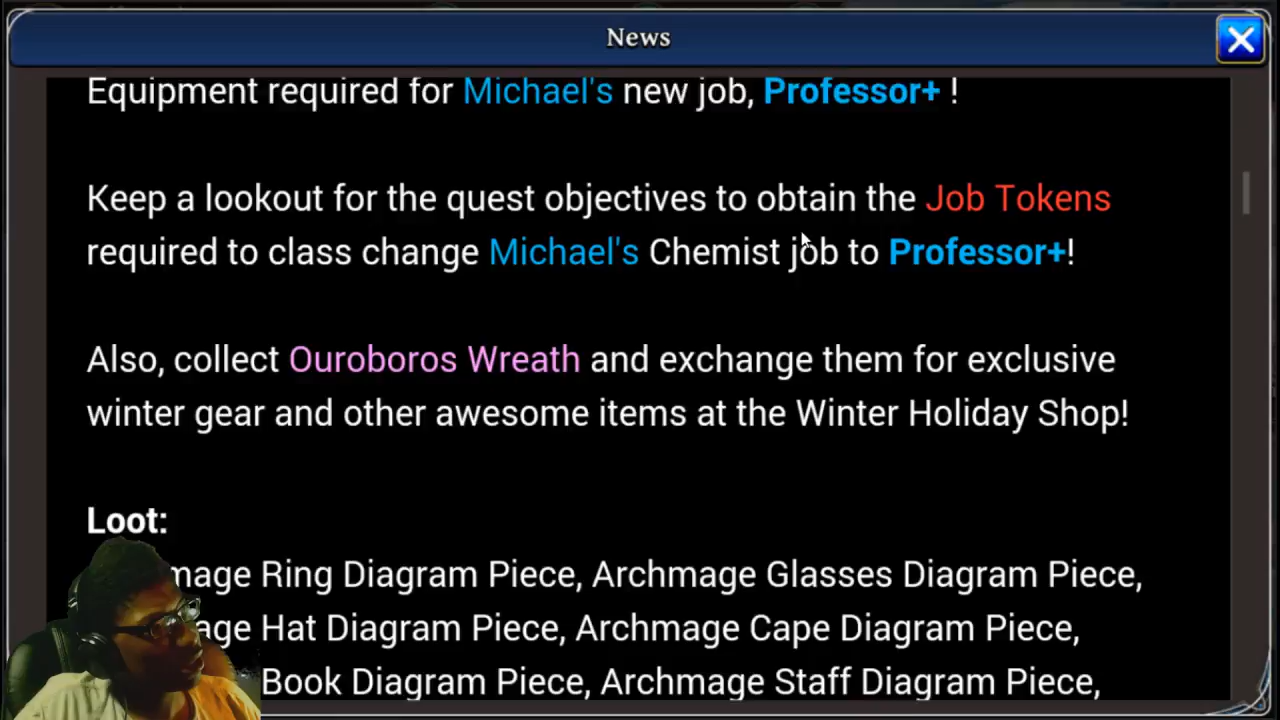 News
Equipment required for Michael's new job, Professor+ !
Keep a lookout for the quest objectives to obtain the Job Tokens
required to class change Michael's Chemist job to Professor+!
Also, collect Ouroboros Wreath and exchange them for exclusive
winter gear and other awesome items at the Winter Holiday Shop!
Loot:
mage Ring Diagram Piece, Archmage Glasses Diagram Piece,
age Hat Diagram Piece, Archmage Cape Diagram Piece,
Book Diagram Piece, Archmage Staff Diagram Piece,